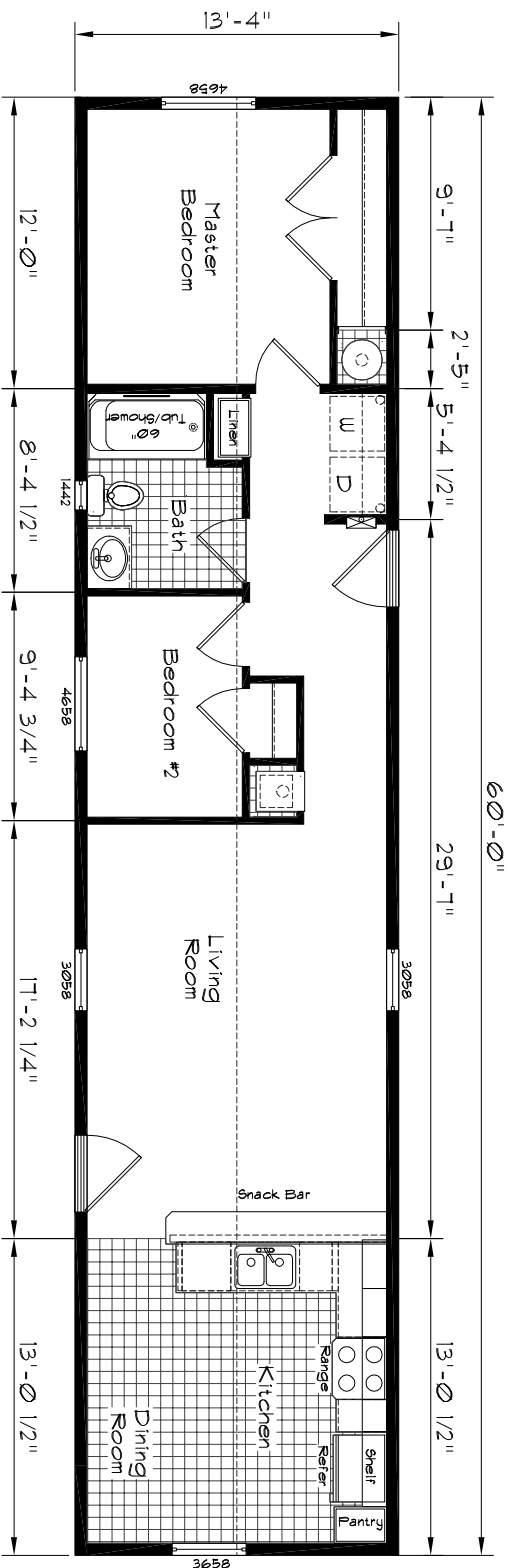 13'-4"
4658
9'-7"
2'-5"
5'-4 1/2"
29'-7"
13'-0 1/2"
60'-0"
12'-0"
8'-4 1/2"
9'-4 3/4"
17'-2 1/4"
13'-0 1/2"
Master
Bedroom
Tub/Shower
60"
Linen
W
D
1442
Bath
Bedroom #2
4658
Living
Room
3058
3058
Snack Bar
Kitchen
Range
Refer
Shelf
Pantry
Dining
Room
3658